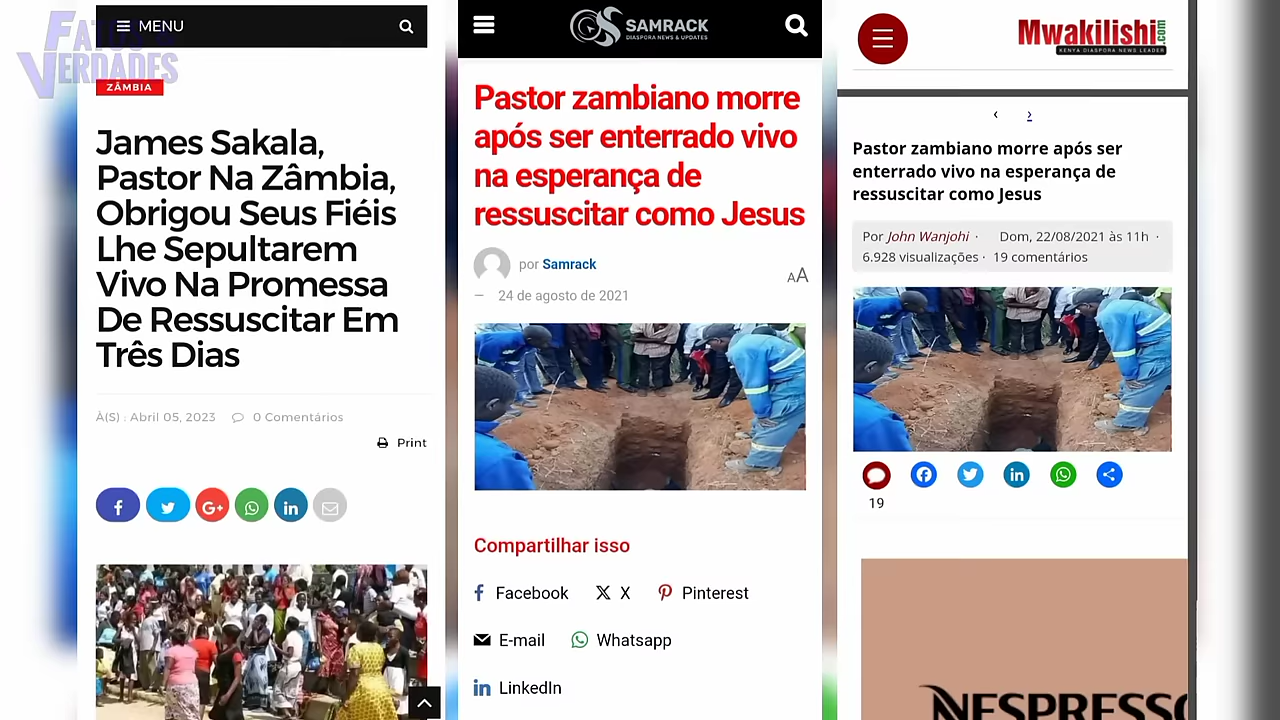 FATOS
VERDADES
MENU
ZÂMBIA
James Sakala,
Pastor Na Zâmbia,
Obrigou Seus Fiéis
Lhe Sepultarem
Vivo Na Promessa
De Ressuscitar Em
Três Dias
À(S) : Abril 05, 2023 0 Comentários
Print
SAMRACK
DIASPORA NEWS & UPDATES
Pastor zambiano morre
após ser enterrado vivo
na esperança de
ressuscitar como Jesus
por Samrack
AA
— 24 de agosto de 2021
Compartilhar isso
Facebook X Pinterest
E-mail Whatsapp
LinkedIn
Mwakilishi.com
KENYA DIASPORA NEWS LEADER
‹ ›
Pastor zambiano morre após ser
enterrado vivo na esperança de
ressuscitar como Jesus
Por John Wanjohi · Dom, 22/08/2021 às 11h ·
6.928 visualizações · 19 comentários
19
NESPRESSO